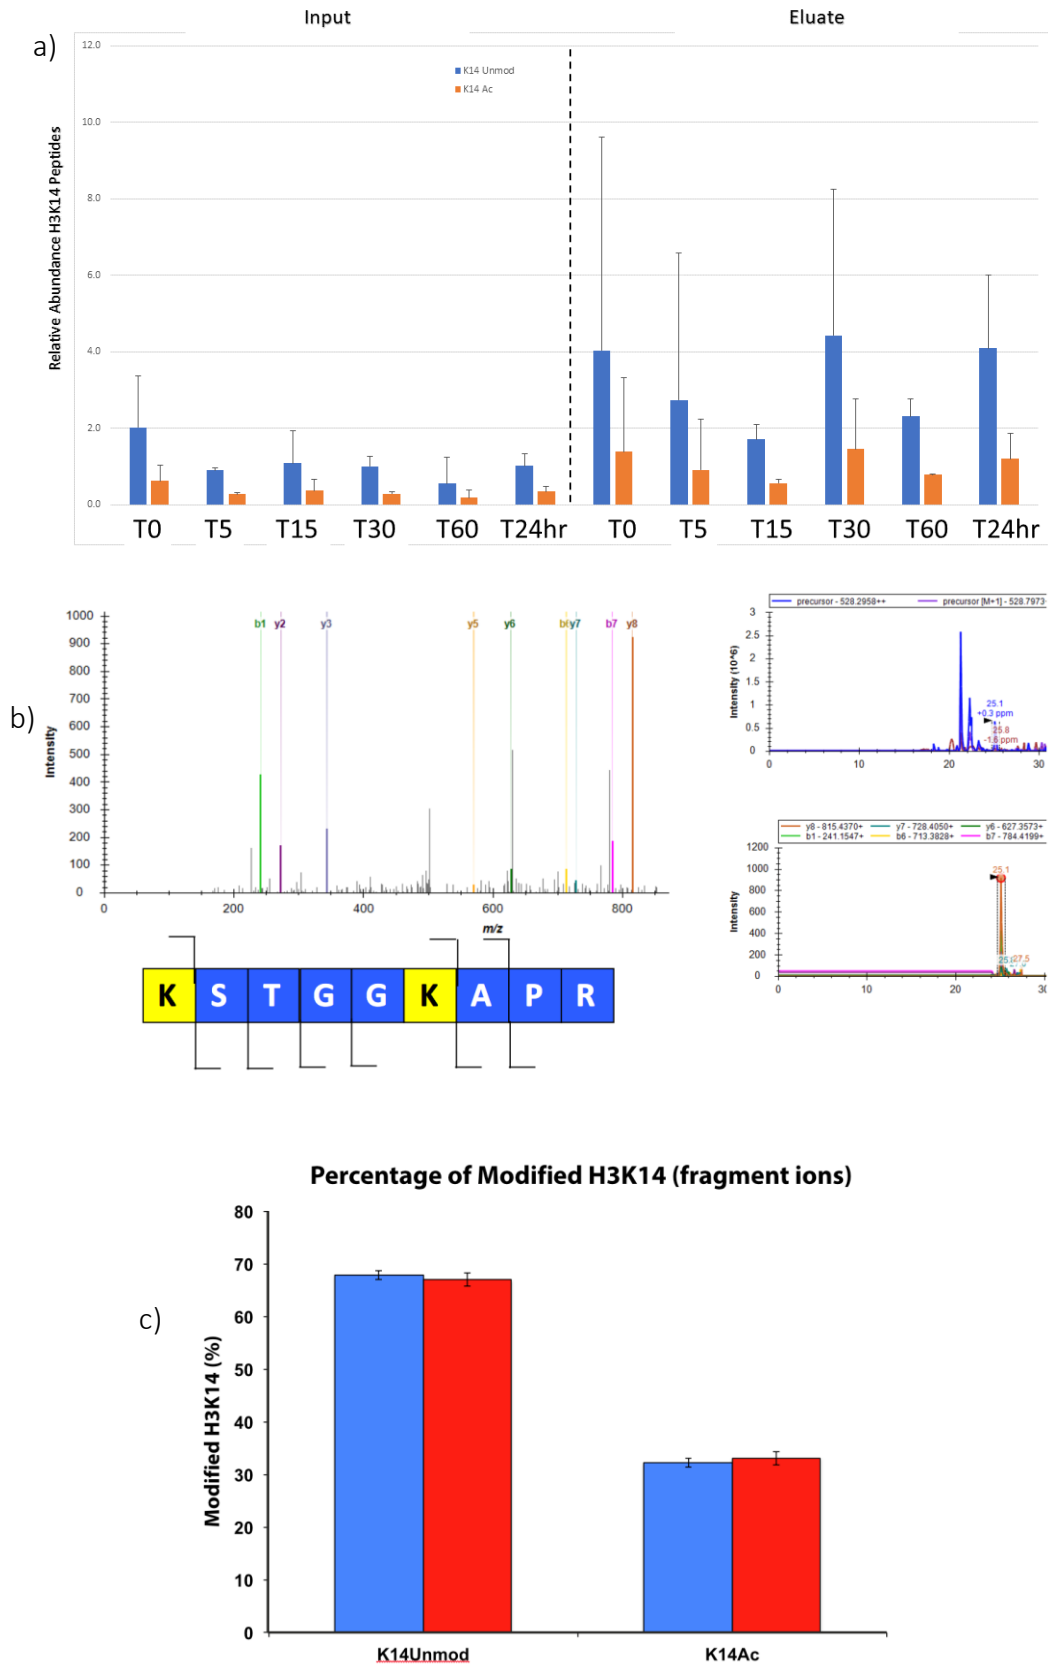 Input Eluate
a)
12.0
10.0
8.0
6.0
4.0
2.0
0.0
Relative Abundance H3K14 Peptides
K14 Unmod
K14 Ac
T0 T5 T15 T30 T60 T24hr T0 T5 T15 T30 T60 T24hr
b)
1000
900
800
700
600
500
400
300
200
100
0
Intensity
b1 y2 y3 y5 y6 y7 b7 y8
0 200 400 600 800
m/z
K S T G G K A P R
precursor - 528.2958++ precursor [M+1] - 528.7973
3
2.5
2
1.5
1
0.5
0
Intensity (10^6)
25.1
+0.3 ppm
25.8
-1.6 ppm
0 10 20 30
y8 - 815.4370+ y7 - 728.4050+ y6 - 627.3573+
b1 - 241.1547+ b6 - 713.3828+ b7 - 784.4199+
1200
1000
800
600
400
200
0
Intensity
25.1
27.5
0 10 20
Percentage of Modified H3K14 (fragment ions)
c)
80
70
60
50
40
30
20
10
0
Modified H3K14 (%)
K14Unmod K14Ac